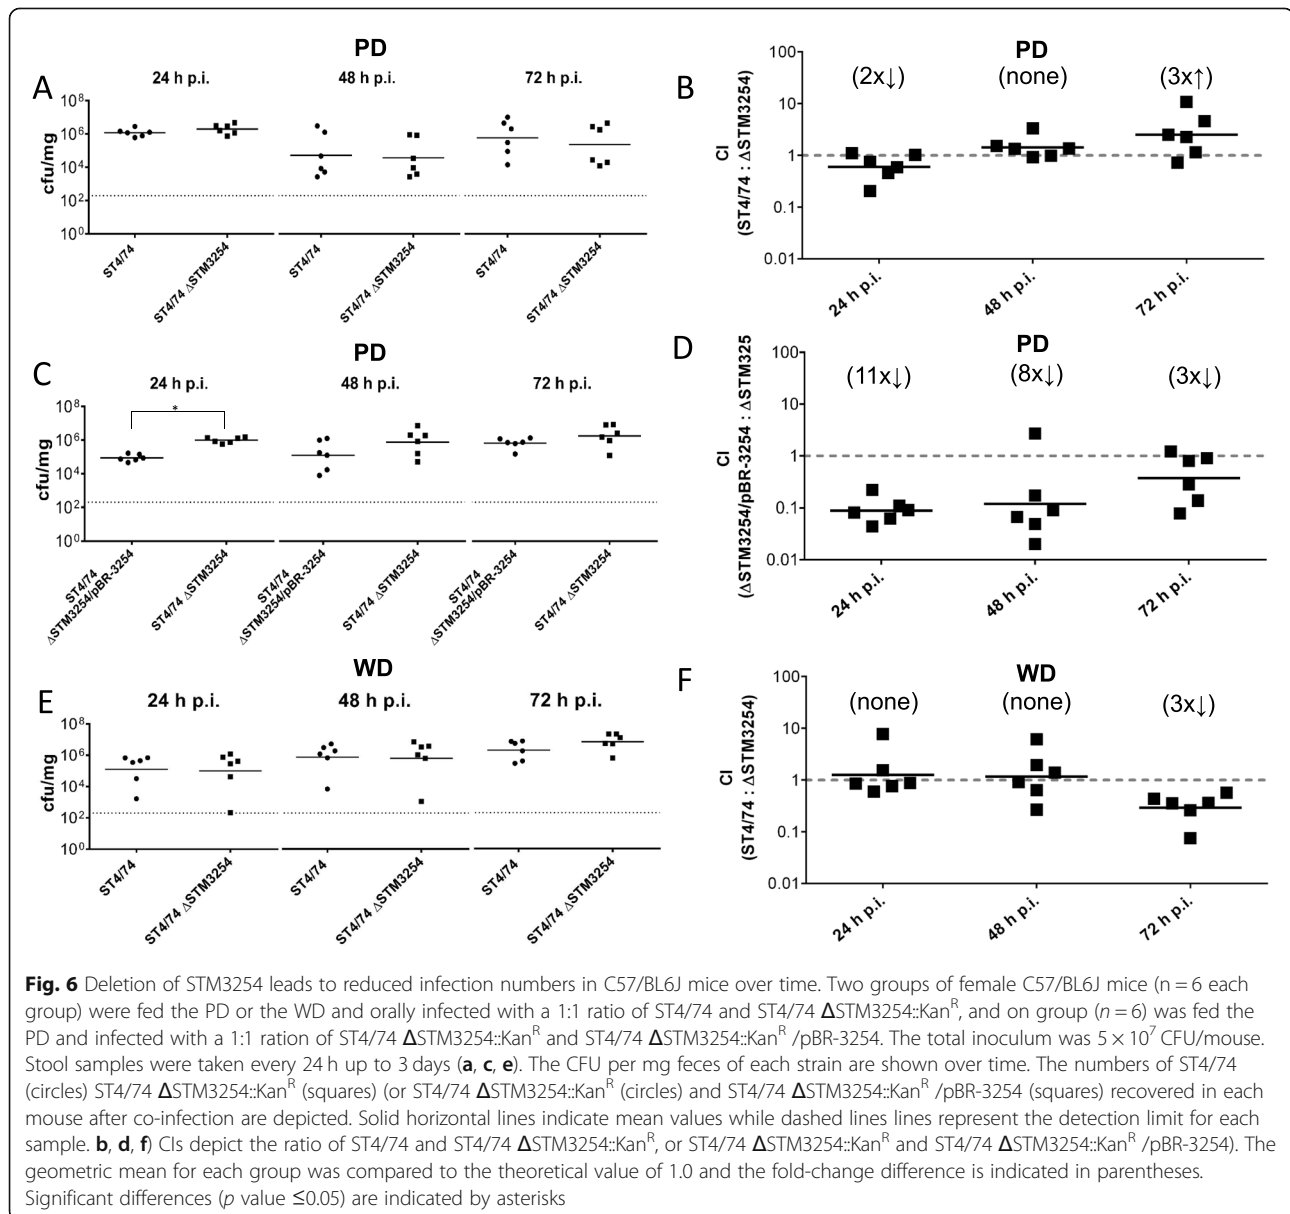 PD
24 h p.i.
48 h p.i.
72 h p.i.
A
cfu/mg
10⁸
10⁶
10⁴
10²
10⁰
ST4/74
ST4/74 ΔSTM3254
ST4/74
ST4/74 ΔSTM3254
ST4/74
ST4/74 ΔSTM3254
B
PD
(2x↓)
(none)
(3x↑)
CI
(ST4/74 : ΔSTM3254)
100
10
1
0.1
0.01
24 h p.i.
48 h p.i.
72 h p.i.
PD
C
24 h p.i.
48 h p.i.
72 h p.i.
*
cfu/mg
10⁸
10⁶
10⁴
10²
10⁰
ST4/74
ΔSTM3254/pBR-3254
ST4/74 ΔSTM3254
ST4/74
ΔSTM3254/pBR-3254
ST4/74 ΔSTM3254
ST4/74
ΔSTM3254/pBR-3254
ST4/74 ΔSTM3254
D
PD
(11x↓)
(8x↓)
(3x↓)
CI
(ΔSTM3254/pBR-3254 : ΔSTM325
100
10
1
0.1
0.01
24 h p.i.
48 h p.i.
72 h p.i.
WD
E
24 h p.i.
48 h p.i.
72 h p.i.
cfu/mg
10⁸
10⁶
10⁴
10²
10⁰
ST4/74
ST4/74 ΔSTM3254
ST4/74
ST4/74 ΔSTM3254
ST4/74
ST4/74 ΔSTM3254
F
WD
(none)
(none)
(3x↓)
CI
(ST4/74 : ΔSTM3254)
100
10
1
0.1
0.01
24 h p.i.
48 h p.i.
72 h p.i.
Fig. 6 Deletion of STM3254 leads to reduced infection numbers in C57/BL6J mice over time. Two groups of female C57/BL6J mice (n = 6 each
group) were fed the PD or the WD and orally infected with a 1:1 ratio of ST4/74 and ST4/74 ΔSTM3254::Kanᴿ, and on group (n = 6) was fed the
PD and infected with a 1:1 ration of ST4/74 ΔSTM3254::Kanᴿ and ST4/74 ΔSTM3254::Kanᴿ /pBR-3254. The total inoculum was 5 × 10⁷ CFU/mouse.
Stool samples were taken every 24 h up to 3 days (a, c, e). The CFU per mg feces of each strain are shown over time. The numbers of ST4/74
(circles) ST4/74 ΔSTM3254::Kanᴿ (squares) (or ST4/74 ΔSTM3254::Kanᴿ (circles) and ST4/74 ΔSTM3254::Kanᴿ /pBR-3254 (squares) recovered in each
mouse after co-infection are depicted. Solid horizontal lines indicate mean values while dashed lines lines represent the detection limit for each
sample. b, d, f) CIs depict the ratio of ST4/74 and ST4/74 ΔSTM3254::Kanᴿ, or ST4/74 ΔSTM3254::Kanᴿ and ST4/74 ΔSTM3254::Kanᴿ /pBR-3254). The
geometric mean for each group was compared to the theoretical value of 1.0 and the fold-change difference is indicated in parentheses.
Significant differences (p value ≤0.05) are indicated by asterisks